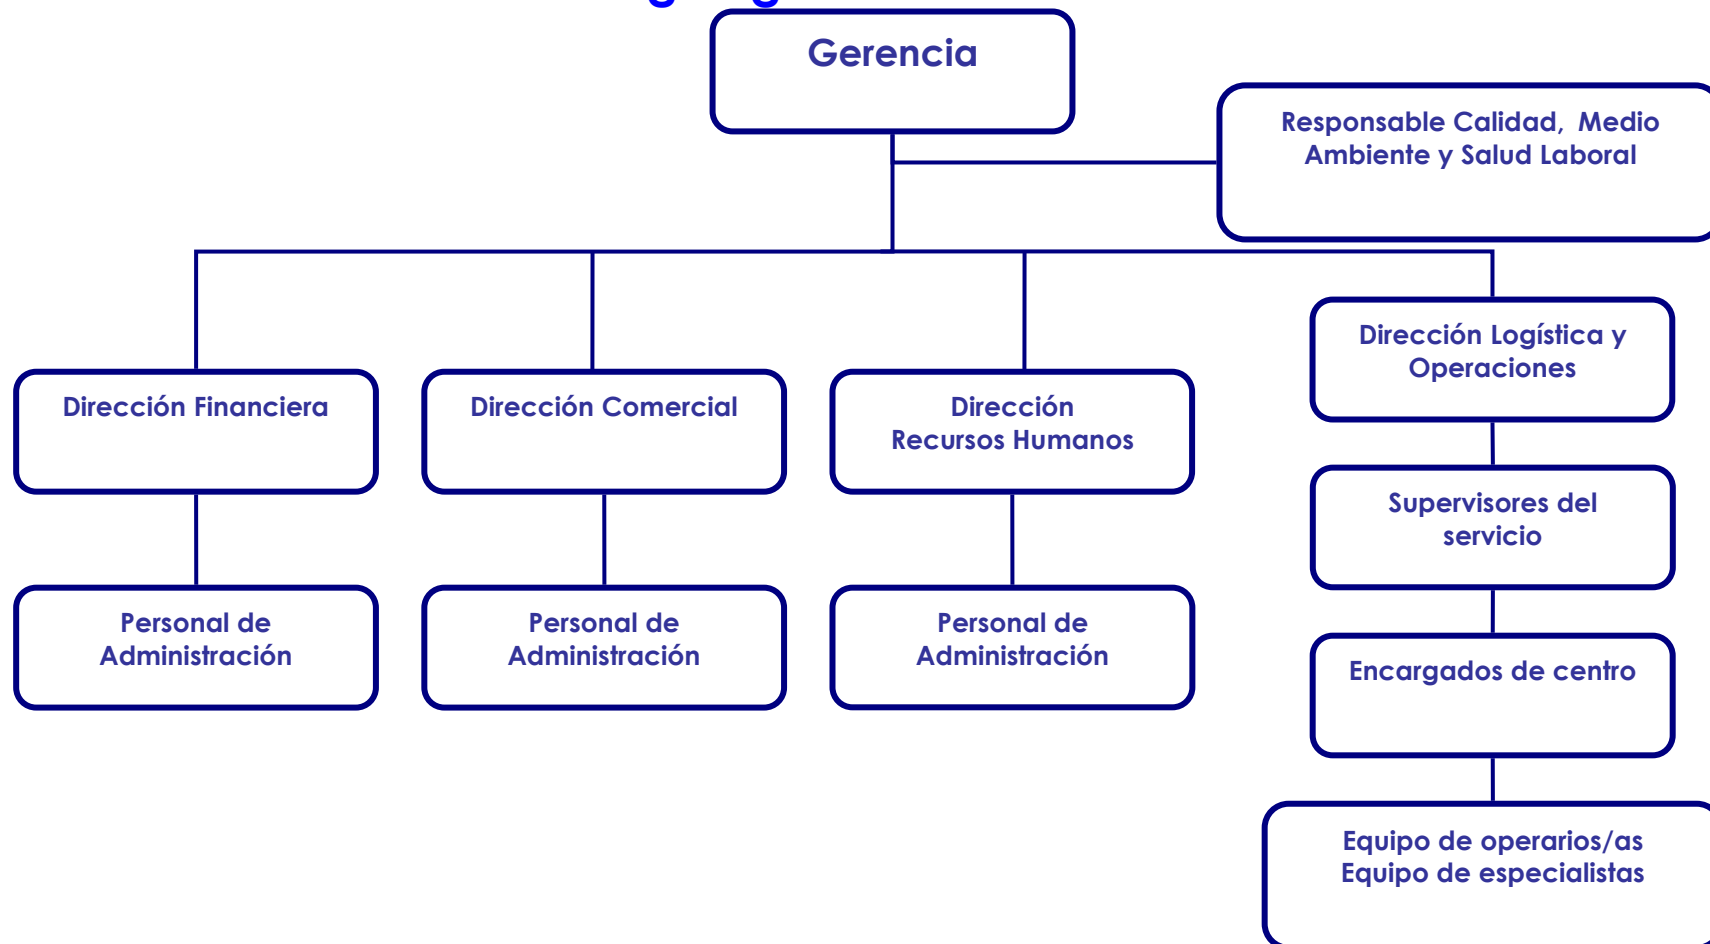 Gerencia
Responsable Calidad, Medio
Ambiente y Salud Laboral
Dirección Logística y
Operaciones
Dirección Financiera
Dirección Comercial
Dirección
Recursos Humanos
Supervisores del
servicio
Personal de
Administración
Personal de
Administración
Personal de
Administración
Encargados de centro
Equipo de operarios/as
Equipo de especialistas